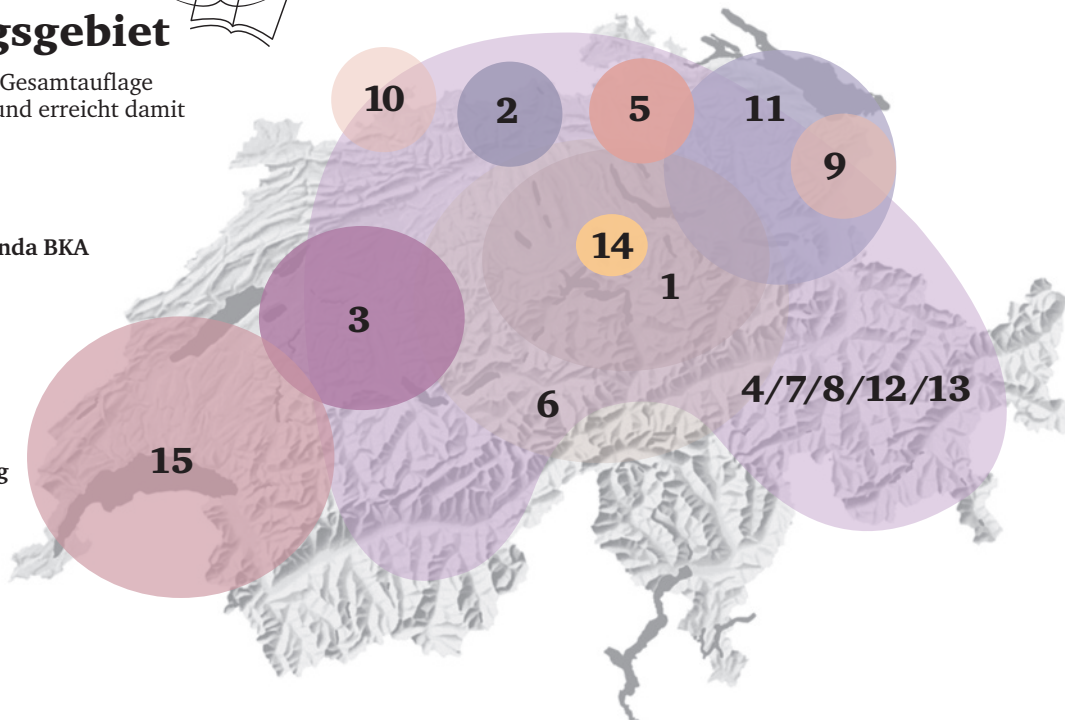 gsgebiet
Gesamtauflage
und erreicht damit
nda BKA
g
10
2
5
11
9
14
1
3
6
4/7/8/12/13
15